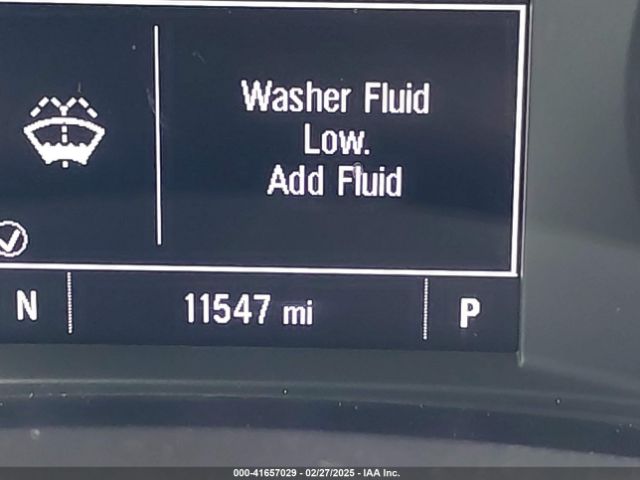 Washer Fluid
Low.
Add Fluid
N 11547 mi P
000-41657029 - 02/27/2025 - IAA Inc.